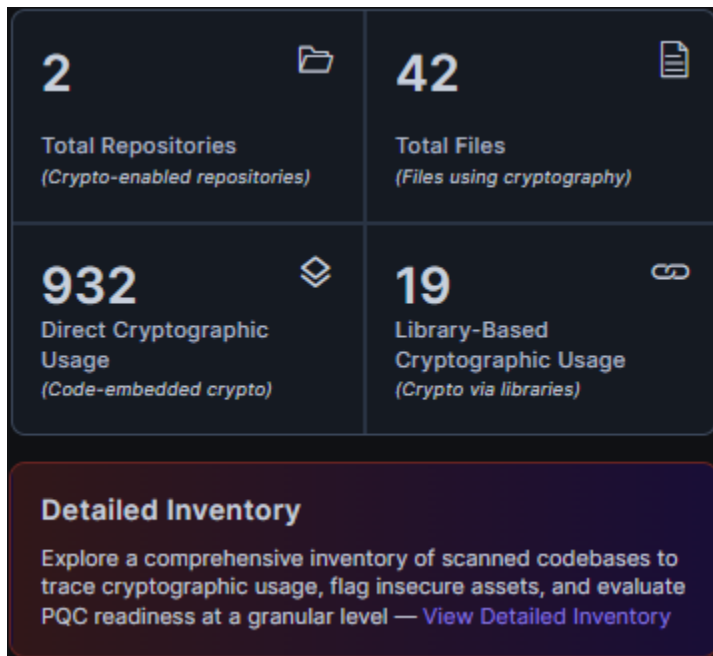 2
Total Repositories
(Crypto-enabled repositories)
42
Total Files
(Files using cryptography)
932
Direct Cryptographic
Usage
(Code-embedded crypto)
19
Library-Based
Cryptographic Usage
(Crypto via libraries)
Detailed Inventory
Explore a comprehensive inventory of scanned codebases to
trace cryptographic usage, flag insecure assets, and evaluate
PQC readiness at a granular level — View Detailed Inventory